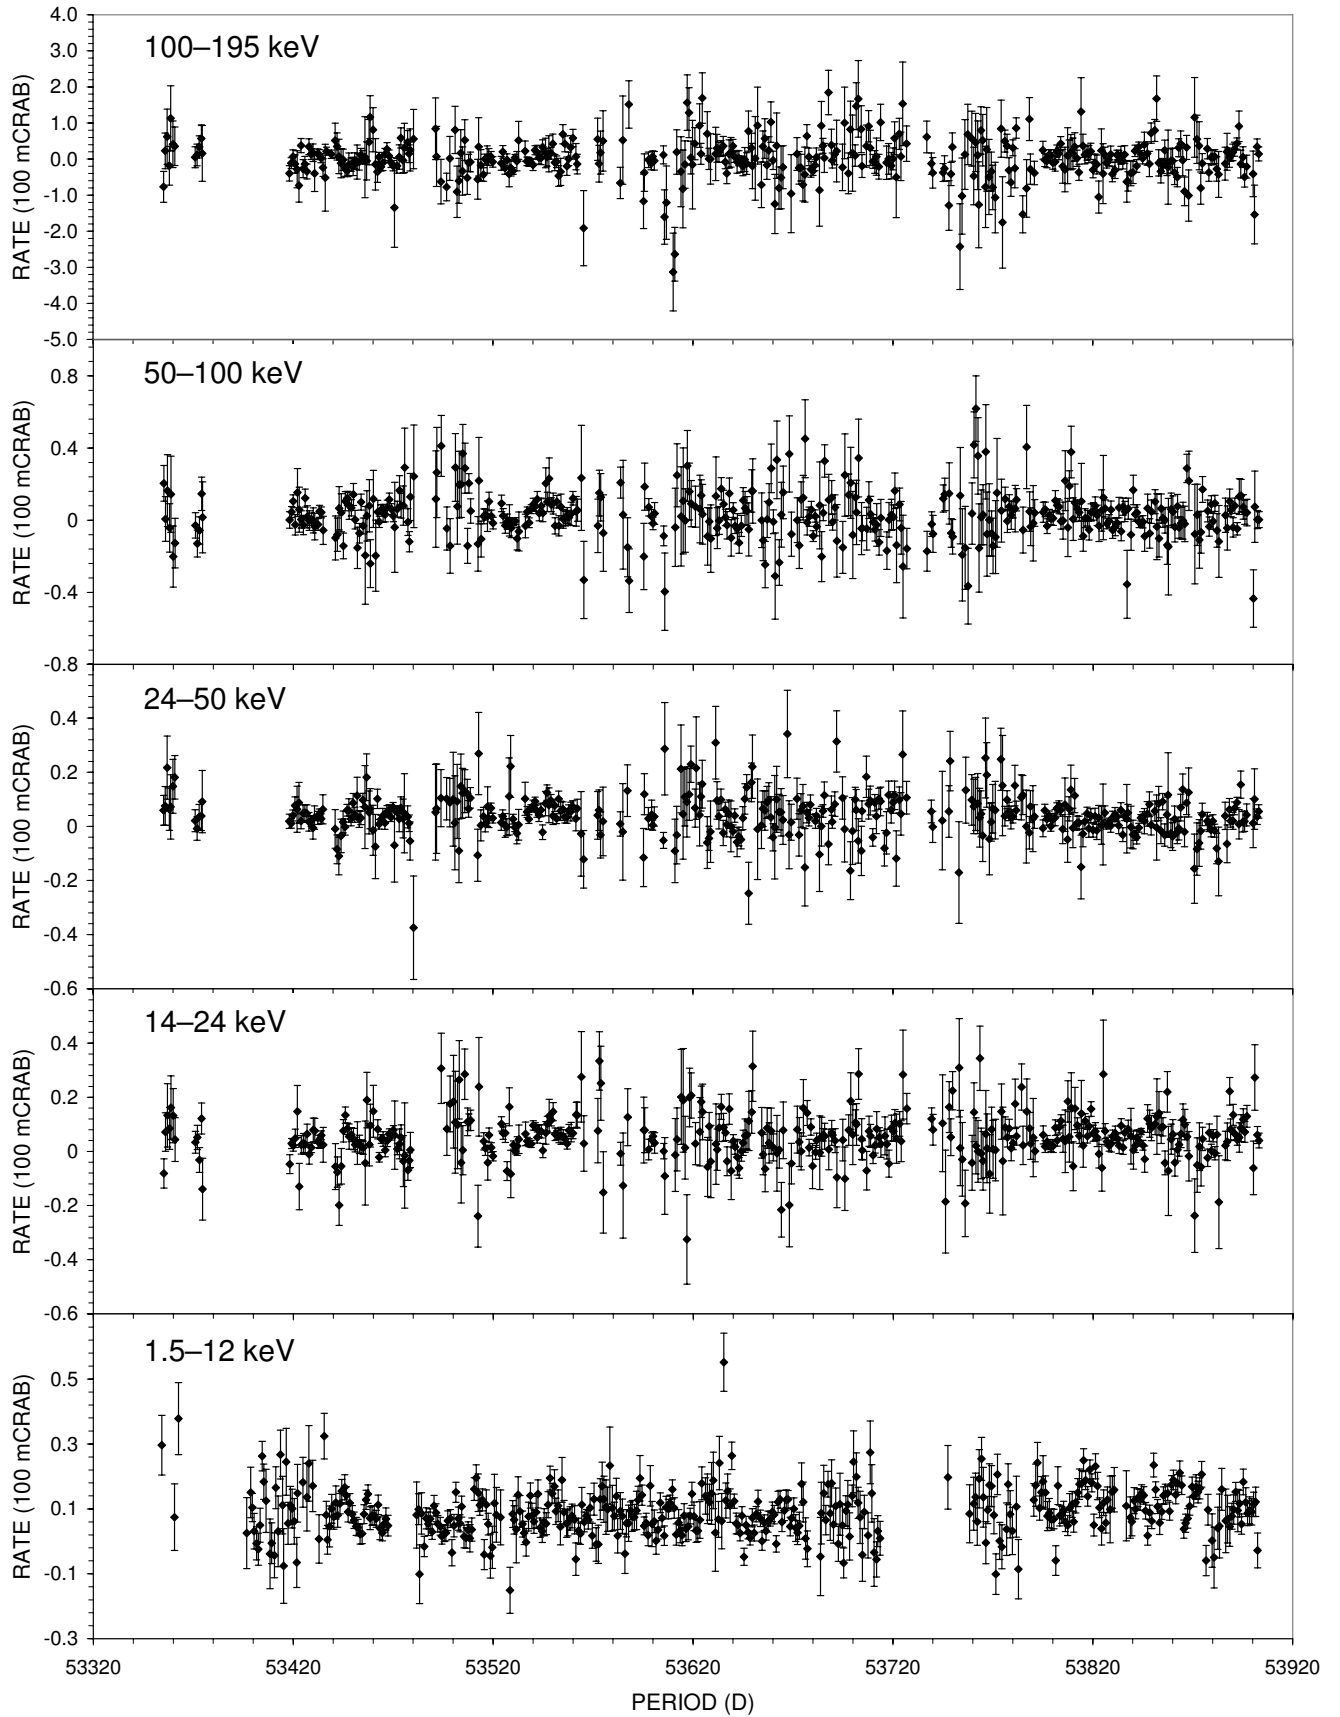 100–195 keV
RATE (100 mCRAB)
4.0
3.0
2.0
1.0
0.0
-1.0
-2.0
-3.0
-4.0
-5.0
50–100 keV
RATE (100 mCRAB)
0.8
0.4
0
-0.4
-0.8
24–50 keV
RATE (100 mCRAB)
0.4
0.2
0
-0.2
-0.4
-0.6
14–24 keV
RATE (100 mCRAB)
0.4
0.2
0
-0.2
-0.4
-0.6
1.5–12 keV
RATE (100 mCRAB)
0.5
0.3
0.1
-0.1
-0.3
53320 53420 53520 53620 53720 53820 53920
PERIOD (D)